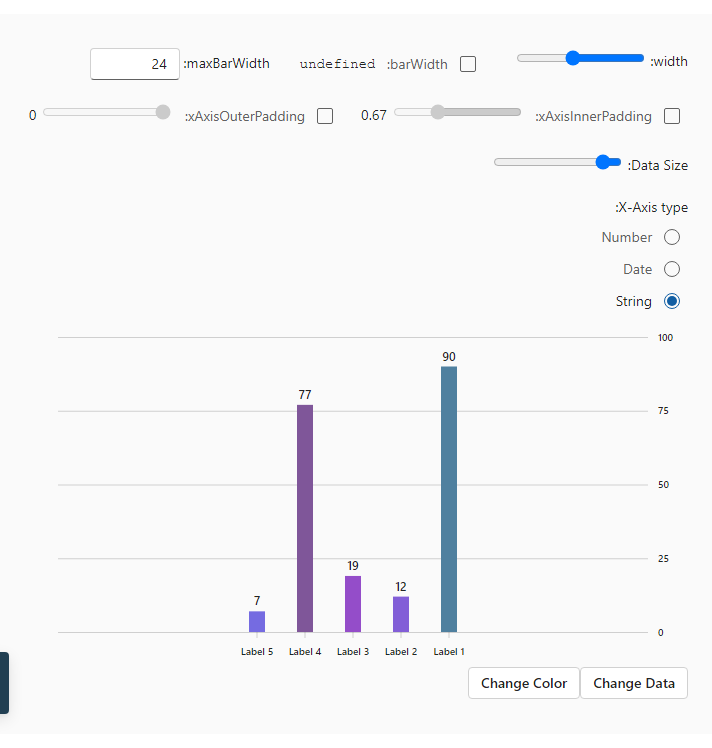 :width
undefined :barWidth
24 :maxBarWidth
0.67 :xAxisInnerPadding
0 :xAxisOuterPadding
:Data Size
:X-Axis type
Number
Date
String
100
75
50
25
0
90
77
19
12
7
Label 5 Label 4 Label 3 Label 2 Label 1
Change Color Change Data